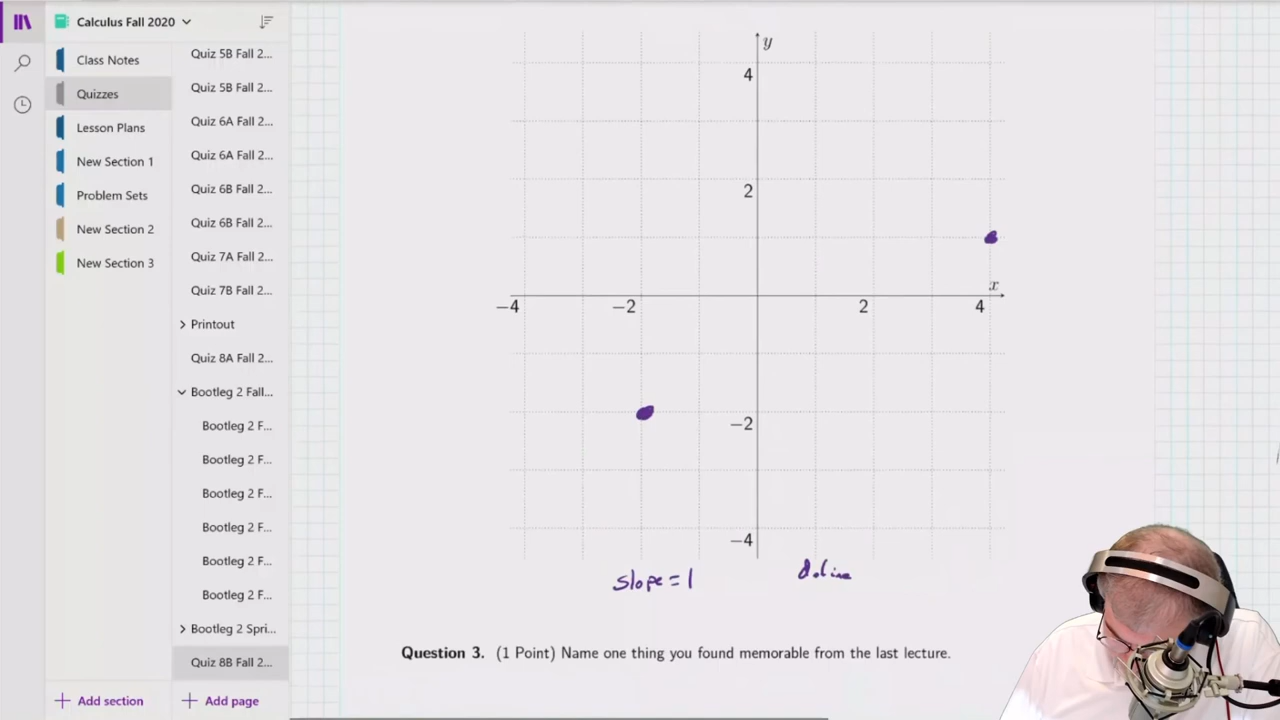 Calculus Fall 2020
Class Notes
Quizzes
Lesson Plans
New Section 1
Problem Sets
New Section 2
New Section 3
Add section
Quiz 5B Fall 2...
Quiz 5B Fall 2...
Quiz 6A Fall 2...
Quiz 6A Fall 2...
Quiz 6B Fall 2...
Quiz 6B Fall 2...
Quiz 7A Fall 2...
Quiz 7B Fall 2...
Printout
Quiz 8A Fall 2...
Bootleg 2 Fall...
Bootleg 2 F...
Bootleg 2 F...
Bootleg 2 F...
Bootleg 2 F...
Bootleg 2 F...
Bootleg 2 F...
Bootleg 2 Spri...
Quiz 8B Fall 2...
Add page
y
4
2
x
−4 −2 2 4
−2
−4
slope = 1
Question 3. (1 Point) Name one thing you found memorable from the last lecture.